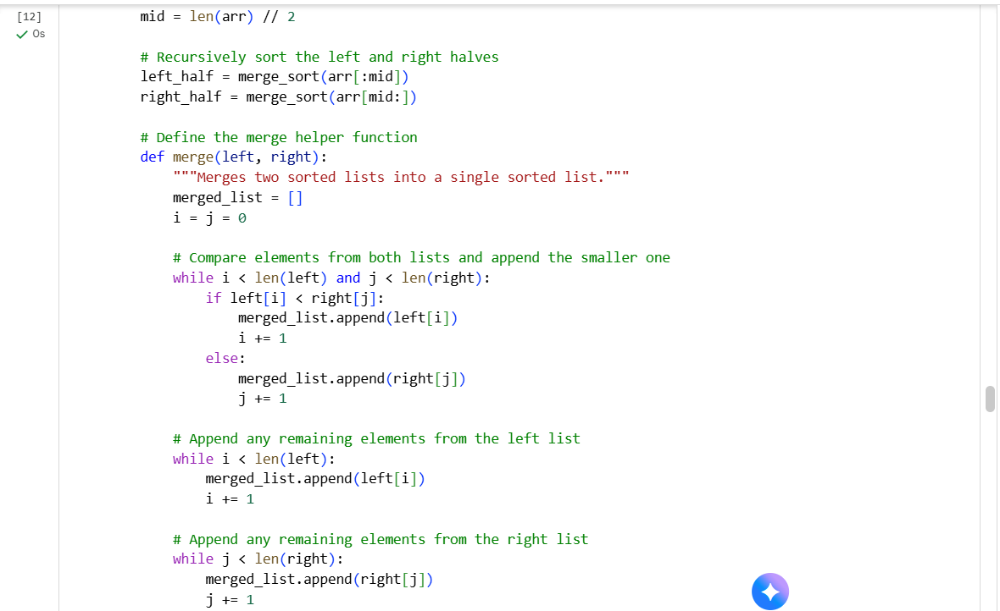 [12]
0s
mid = len(arr) // 2
# Recursively sort the left and right halves
left_half = merge_sort(arr[:mid])
right_half = merge_sort(arr[mid:])
# Define the merge helper function
def merge(left, right):
"""Merges two sorted lists into a single sorted list."""
merged_list = []
i = j = 0
# Compare elements from both lists and append the smaller one
while i < len(left) and j < len(right):
if left[i] < right[j]:
merged_list.append(left[i])
i += 1
else:
merged_list.append(right[j])
j += 1
# Append any remaining elements from the left list
while i < len(left):
merged_list.append(left[i])
i += 1
# Append any remaining elements from the right list
while j < len(right):
merged_list.append(right[j])
j += 1